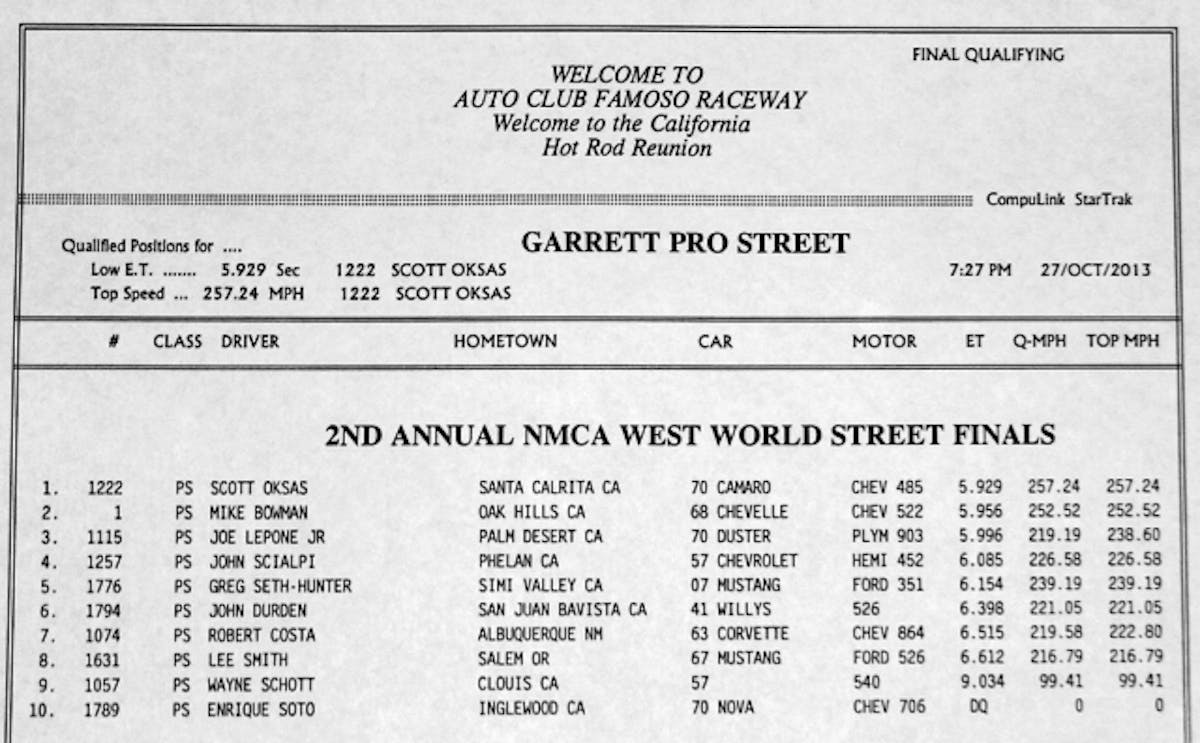 FINAL QUALIFYING
WELCOME TO
AUTO CLUB FAMOSO RACEWAY
Welcome to the California
Hot Rod Reunion
CompuLink StarTrak
Qualified Positions for ....
GARRETT PRO STREET
Low E.T. ....... 5.929 Sec 1222 SCOTT OKSAS 7:27 PM 27/OCT/2013
Top Speed ... 257.24 MPH 1222 SCOTT OKSAS
# CLASS DRIVER HOMETOWN CAR MOTOR ET Q-MPH TOP MPH
2ND ANNUAL NMCA WEST WORLD STREET FINALS
1. 1222 PS SCOTT OKSAS SANTA CALRITA CA 70 CAMARO CHEV 485 5.929 257.24 257.24
2. 1 PS MIKE BOWMAN OAK HILLS CA 68 CHEVELLE CHEV 522 5.956 252.52 252.52
3. 1115 PS JOE LEPONE JR PALM DESERT CA 70 DUSTER PLYM 903 5.996 219.19 238.60
4. 1257 PS JOHN SCIALPI PHELAN CA 57 CHEVROLET HEMI 452 6.085 226.58 226.58
5. 1776 PS GREG SETH-HUNTER SIMI VALLEY CA 07 MUSTANG FORD 351 6.154 239.19 239.19
6. 1794 PS JOHN DURDEN SAN JUAN BAVISTA CA 41 WILLYS 526 6.398 221.05 221.05
7. 1074 PS ROBERT COSTA ALBUQUERQUE NM 63 CORVETTE CHEV 864 6.515 219.58 222.80
8. 1631 PS LEE SMITH SALEM OR 67 MUSTANG FORD 526 6.612 216.79 216.79
9. 1057 PS WAYNE SCHOTT CLOUIS CA 57 540 9.034 99.41 99.41
10. 1789 PS ENRIQUE SOTO INGLEWOOD CA 70 NOVA CHEV 706 DQ 0 0